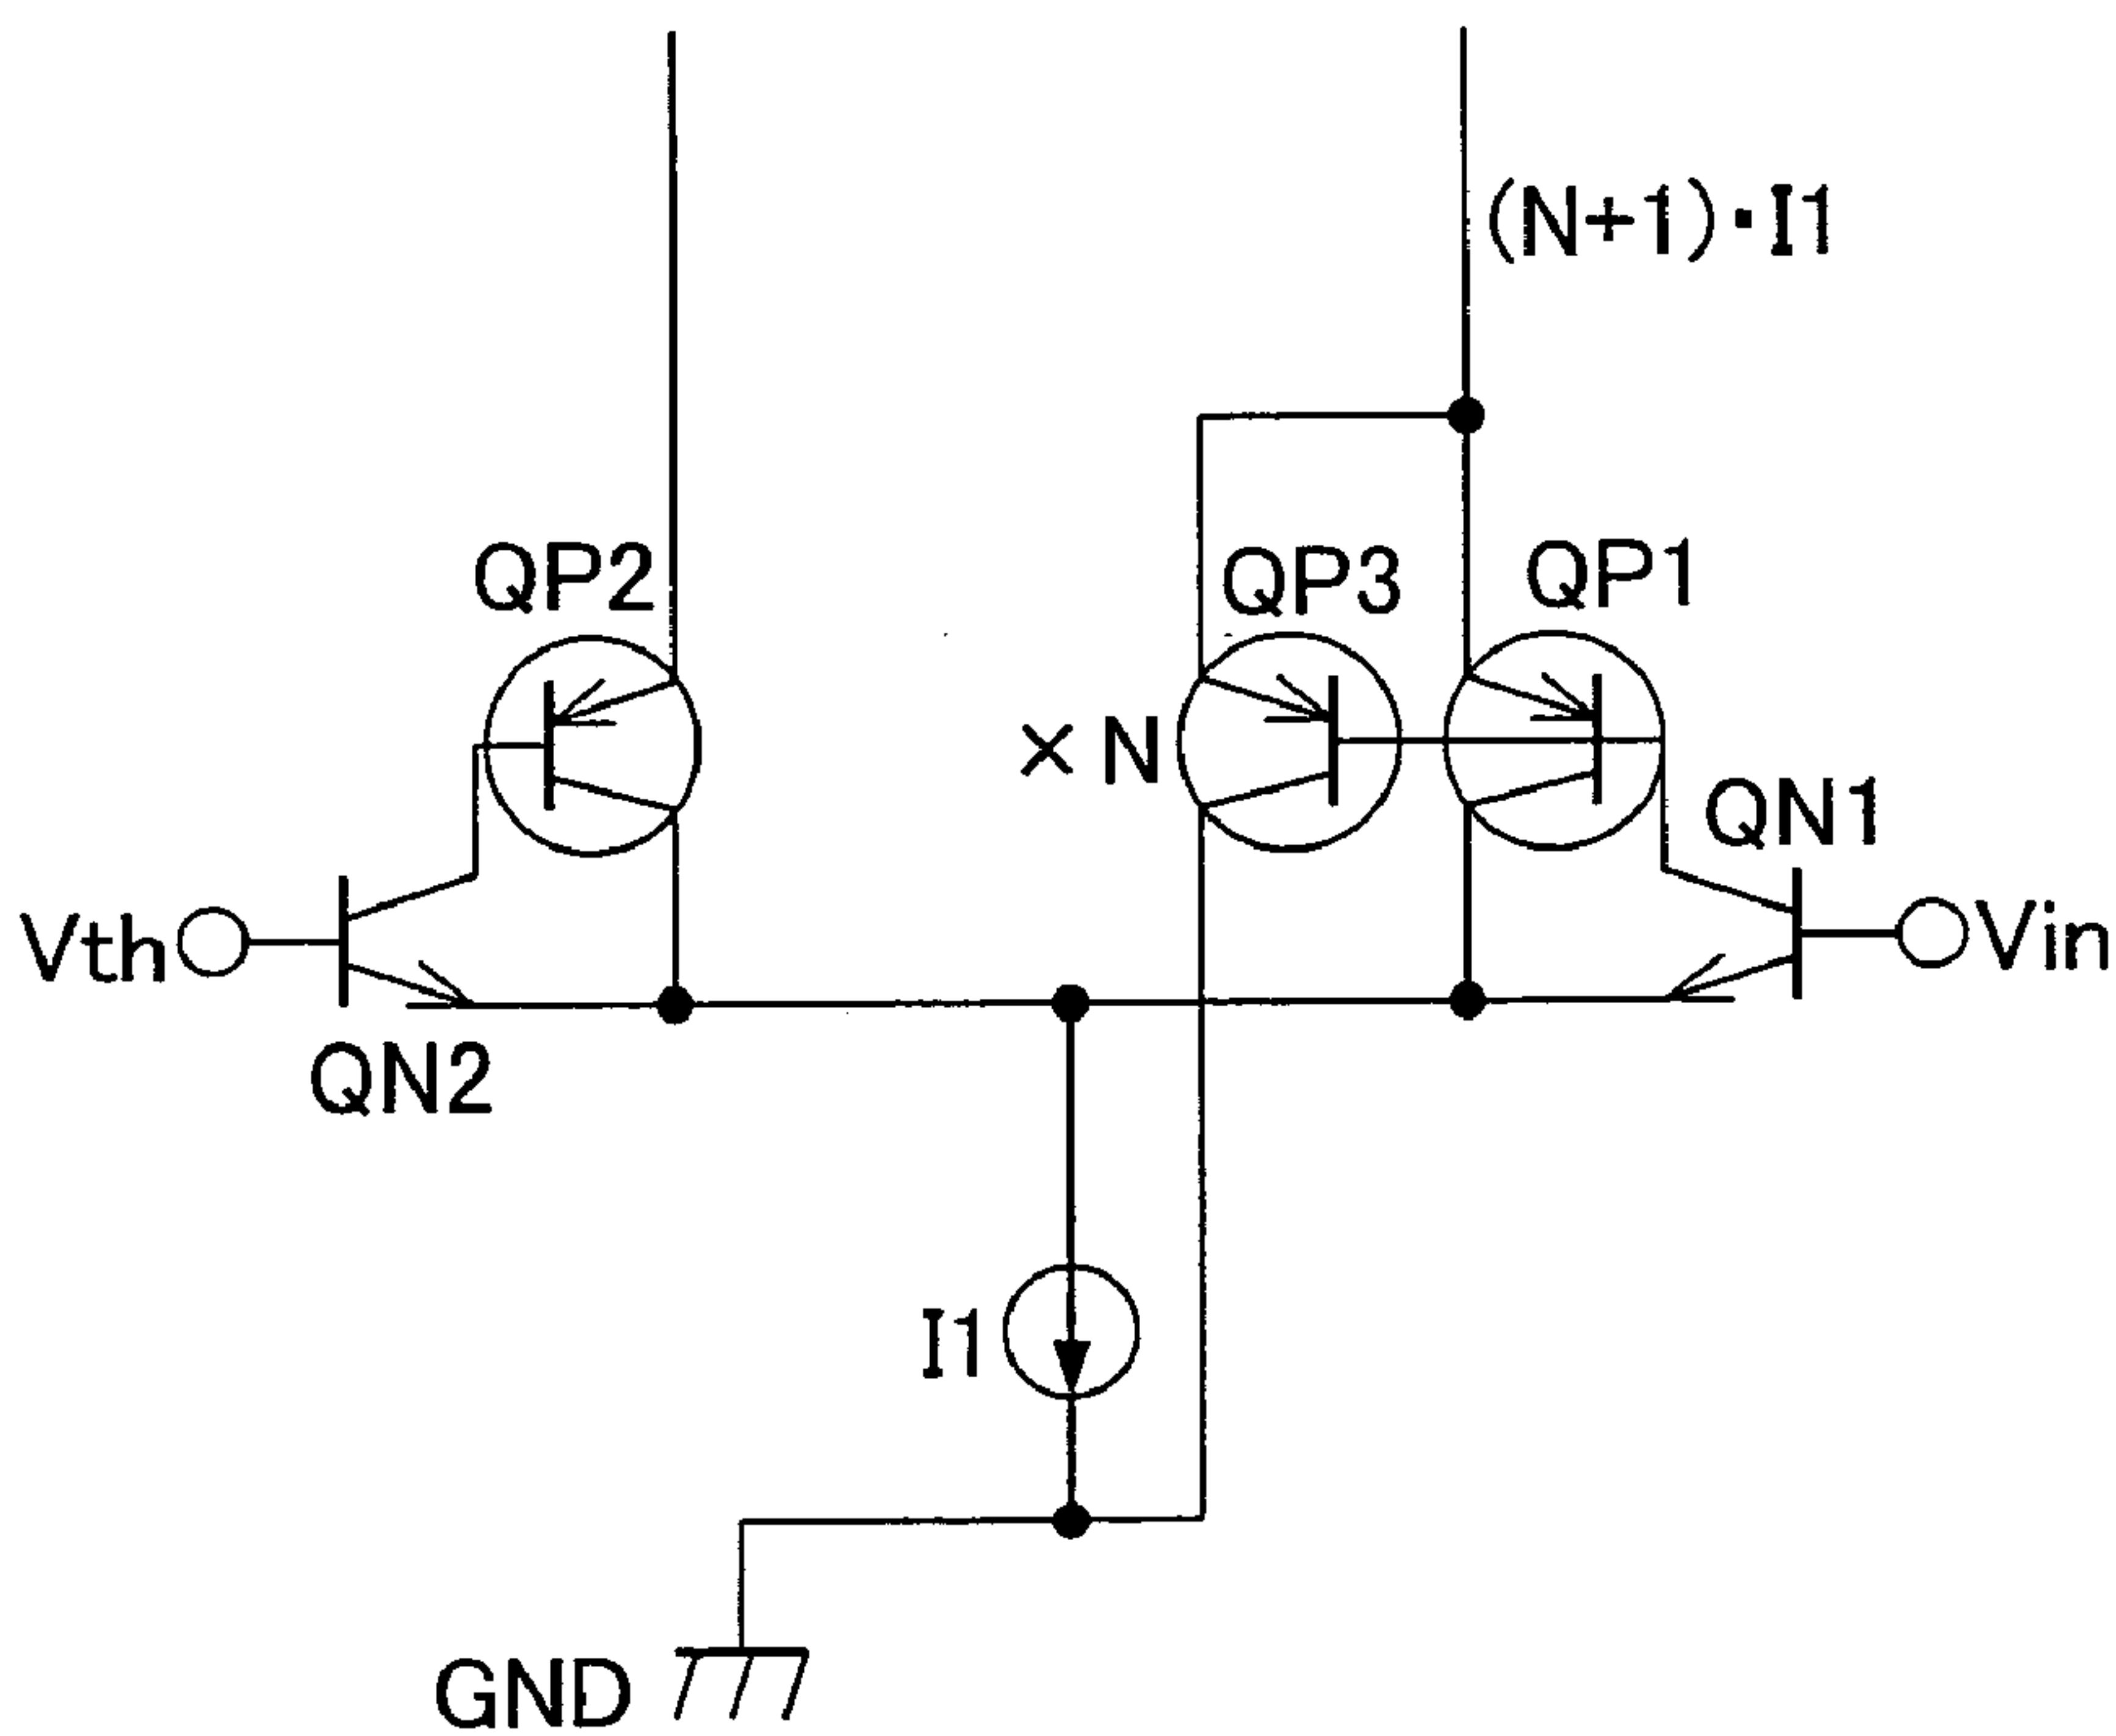 (N+1)·I1
QP2
QP3
QP1
×N
QN1
Vth
Vin
QN2
I1
GND